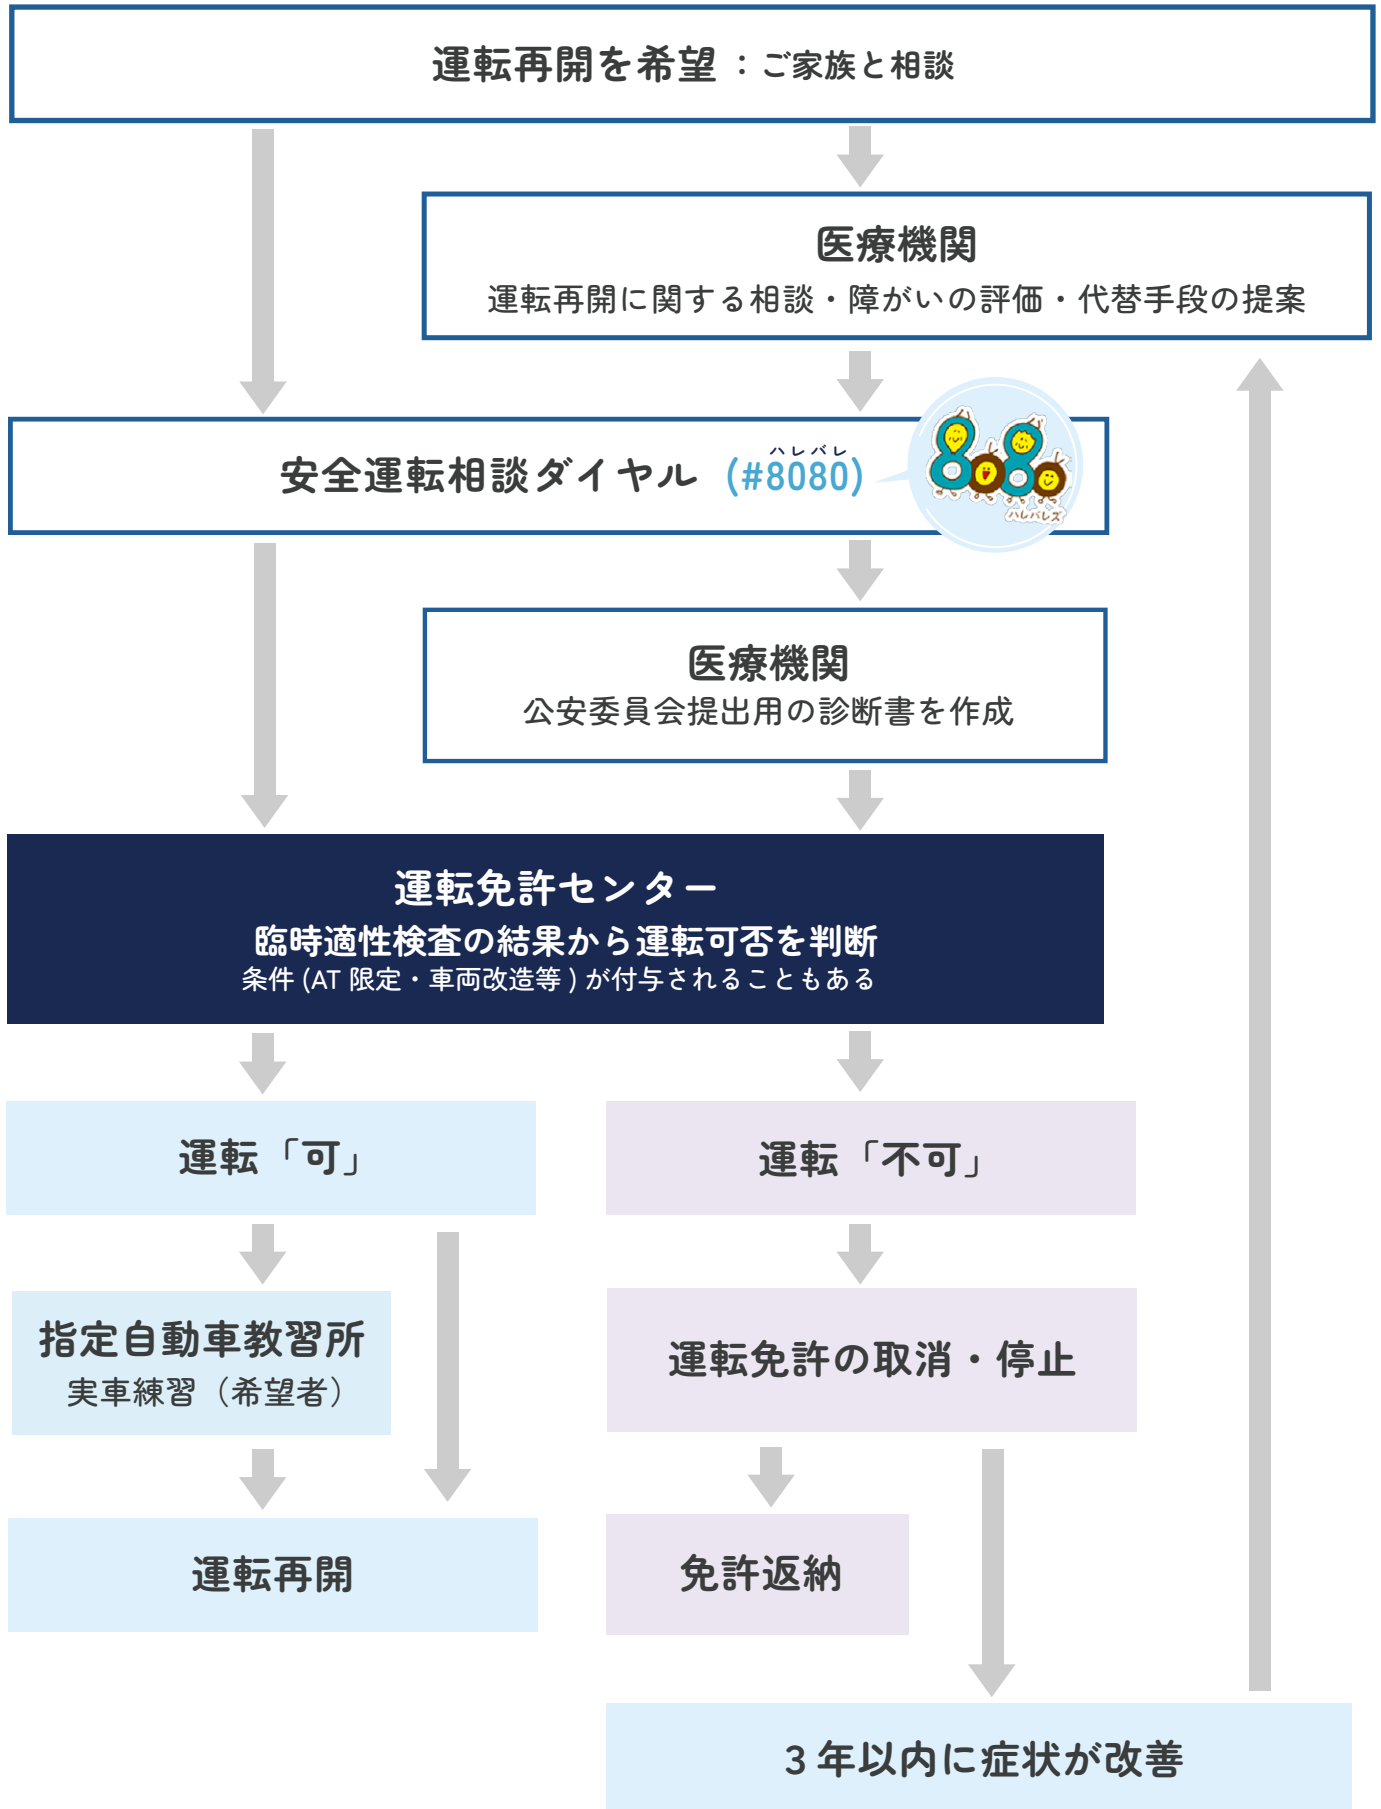 運転再開を希望：ご家族と相談
医療機関
運転再開に関する相談・障がいの評価・代替手段の提案
ハレバレ
安全運転相談ダイヤル (#8080)
8080
ハレバレズ
医療機関
公安委員会提出用の診断書を作成
運転免許センター
臨時適性検査の結果から運転可否を判断
条件 (AT 限定・車両改造等 ) が付与されることもある
運転「可」
運転「不可」
指定自動車教習所
実車練習（希望者）
運転免許の取消・停止
運転再開
免許返納
３年以内に症状が改善